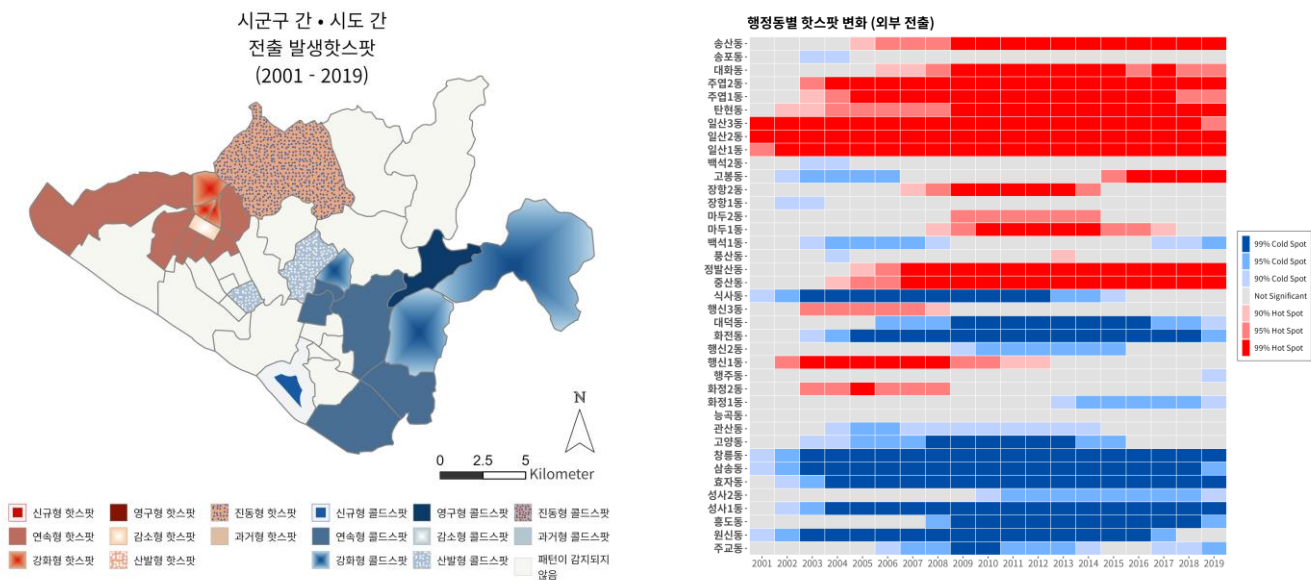 시군구 간 • 시도 간
전출 발생핫스팟
(2001 - 2019)
N
0 2.5 5
Kilometer
신규형 핫스팟
영구형 핫스팟
진동형 핫스팟
신규형 콜드스팟
영구형 콜드스팟
진동형 콜드스팟
연속형 핫스팟
감소형 핫스팟
과거형 핫스팟
연속형 콜드스팟
감소형 콜드스팟
과거형 콜드스팟
강화형 핫스팟
산발형 핫스팟
강화형 콜드스팟
산발형 콜드스팟
패턴이 감지되지
않음
행정동별 핫스팟 변화 (외부 전출)
송산동
송포동
대화동
주엽2동
주엽1동
탄현동
일산3동
일산2동
일산1동
백석2동
고봉동
장항2동
장항1동
마두2동
마두1동
백석1동
풍산동
정발산동
중산동
식사동
행신3동
대덕동
화전동
행신2동
행신1동
행주동
화정2동
화정1동
능곡동
관산동
고양동
창릉동
삼송동
효자동
성사2동
성사1동
흥도동
원신동
주교동
2001 2002 2003 2004 2005 2006 2007 2008 2009 2010 2011 2012 2013 2014 2015 2016 2017 2018 2019
99% Cold Spot
95% Cold Spot
90% Cold Spot
Not Significant
90% Hot Spot
95% Hot Spot
99% Hot Spot